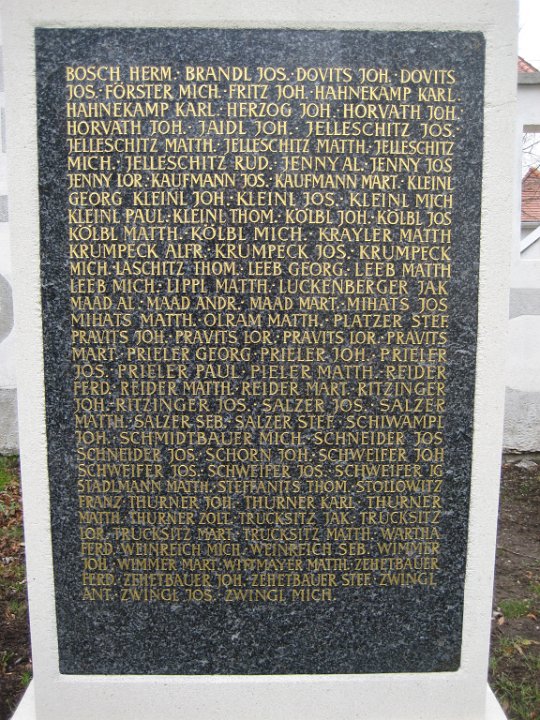 BOSCH HERM.·BRANDL JOS.·DOVITS JOH.·DOVITS
JOS.·FÖRSTER MICH.·FRITZ JOH.·HAHNEKAMP KARL.
HAHNEKAMP KARL.·HERZOG JOH.·HORVATH JOH.
HORVATH JOH.·JAIDL JOH.·JELLESCHITZ JOS.
JELLESCHITZ MATTH.·JELLESCHITZ MATTH.·JELLESCHITZ
MICH.·JELLESCHITZ RUD.·JENNY AL.·JENNY JOS
JENNY LOR.·KAUFMANN JOS.·KAUFMANN MART.·KLEINL
GEORG·KLEINL JOH.·KLEINL JOS.·KLEINL MICH
KLEINL PAUL.·KLEINL THOM.·KÖLBL JOH.·KÖLBL JOS
KÖLBL MATTH.·KÖLBL MICH.·KRAYLER MATTH
KRUMPECK ALFR.·KRUMPECK JOS.·KRUMPECK
MICH.·LASCHITZ THOM.·LEEB GEORG.·LEEB MATTH
LEEB MICH.·LIPPL MATTH.·LUCKENBERGER JAK
MAAD AL.·MAAD ANDR.·MAAD MART.·MIHATS JOS
MIHATS MATTH.·OLRAM MATTH.·PLATZER STEF.
PRAVITS JOH.·PRAVITS LOR.·PRAVITS LOR.·PRAVITS
MART.·PRIELER GEORG·PRIELER JOH.·PRIELER
JOS.·PRIELER PAUL·PIELER MATTH.·REIDER
FERD.·REIDER MATTH.·REIDER MART.·RITZINGER
JOH.·RITZINGER JOS.·SALZER JOS.·SALZER
MATTH.·SALZER SEB.·SALZER STEF.·SCHIWAMPL
JOH.·SCHMIDTBAUER MICH.·SCHNEIDER JOS
SCHNEIDER JOS.·SCHORN JOH.·SCHWEIFER JOH
SCHWEIFER JOS.·SCHWEIFER JOS.·SCHWEIFER IG
STADLMANN MATTH.·STEFFANITS THOM.·STOLLOWITZ
FRANZ·THURNER JOH.·THURNER KARL·THURNER
MATTH.·THURNER ZOLT.·TRUCKSITZ JAK.·TRUCKSITZ
LOR.·TRUCKSITZ MART.·TRUCKSITZ MATTH.·WARTHA
FERD.·WEINREICH MICH.·WEINREICH SEB.·WIMMER
JOH.·WIMMER MART.·WITTMAYER MATTH.·ZEHETBAUER
FERD.·ZEHETBAUER JOH.·ZEHETBAUER STEF.·ZWINGL
ANT.·ZWINGL JOS.·ZWINGL MICH.